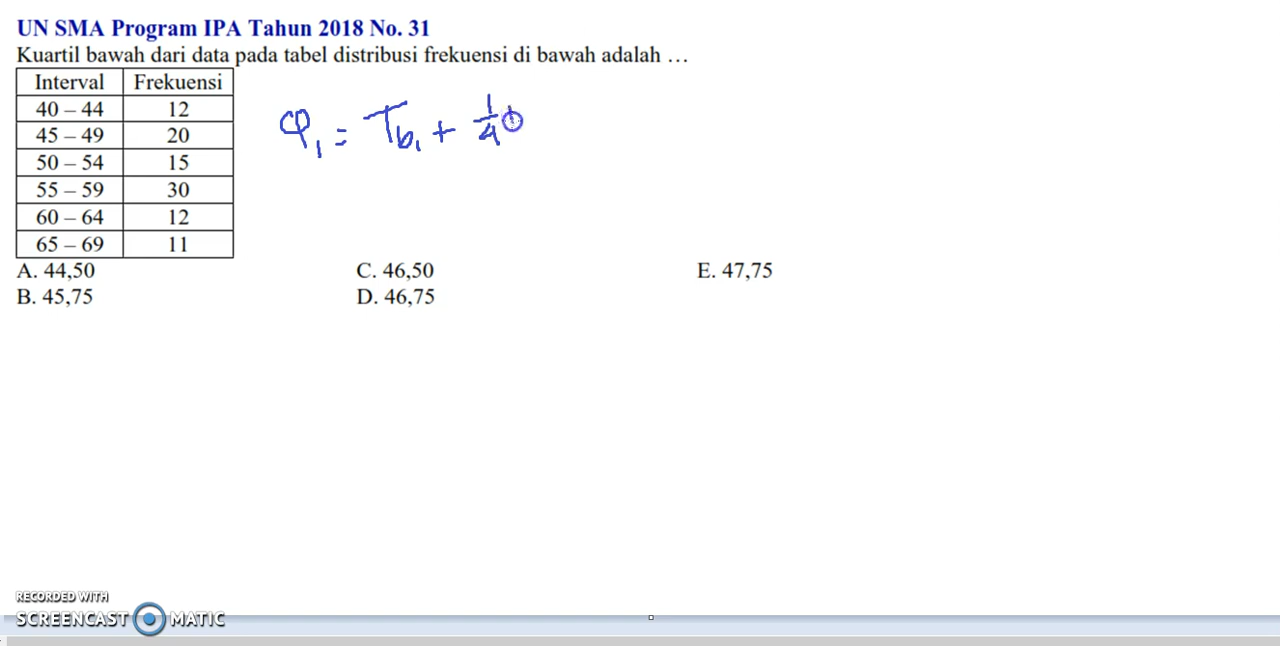 UN SMA Program IPA Tahun 2018 No. 31
Kuartil bawah dari data pada tabel distribusi frekuensi di bawah adalah …
Interval Frekuensi
40 – 44 12
45 – 49 20
50 – 54 15
55 – 59 30
60 – 64 12
65 – 69 11
φ₁ = Tb₁ + 1/4
A. 44,50 C. 46,50 E. 47,75
B. 45,75 D. 46,75
RECORDED WITH
SCREENCAST MATIC